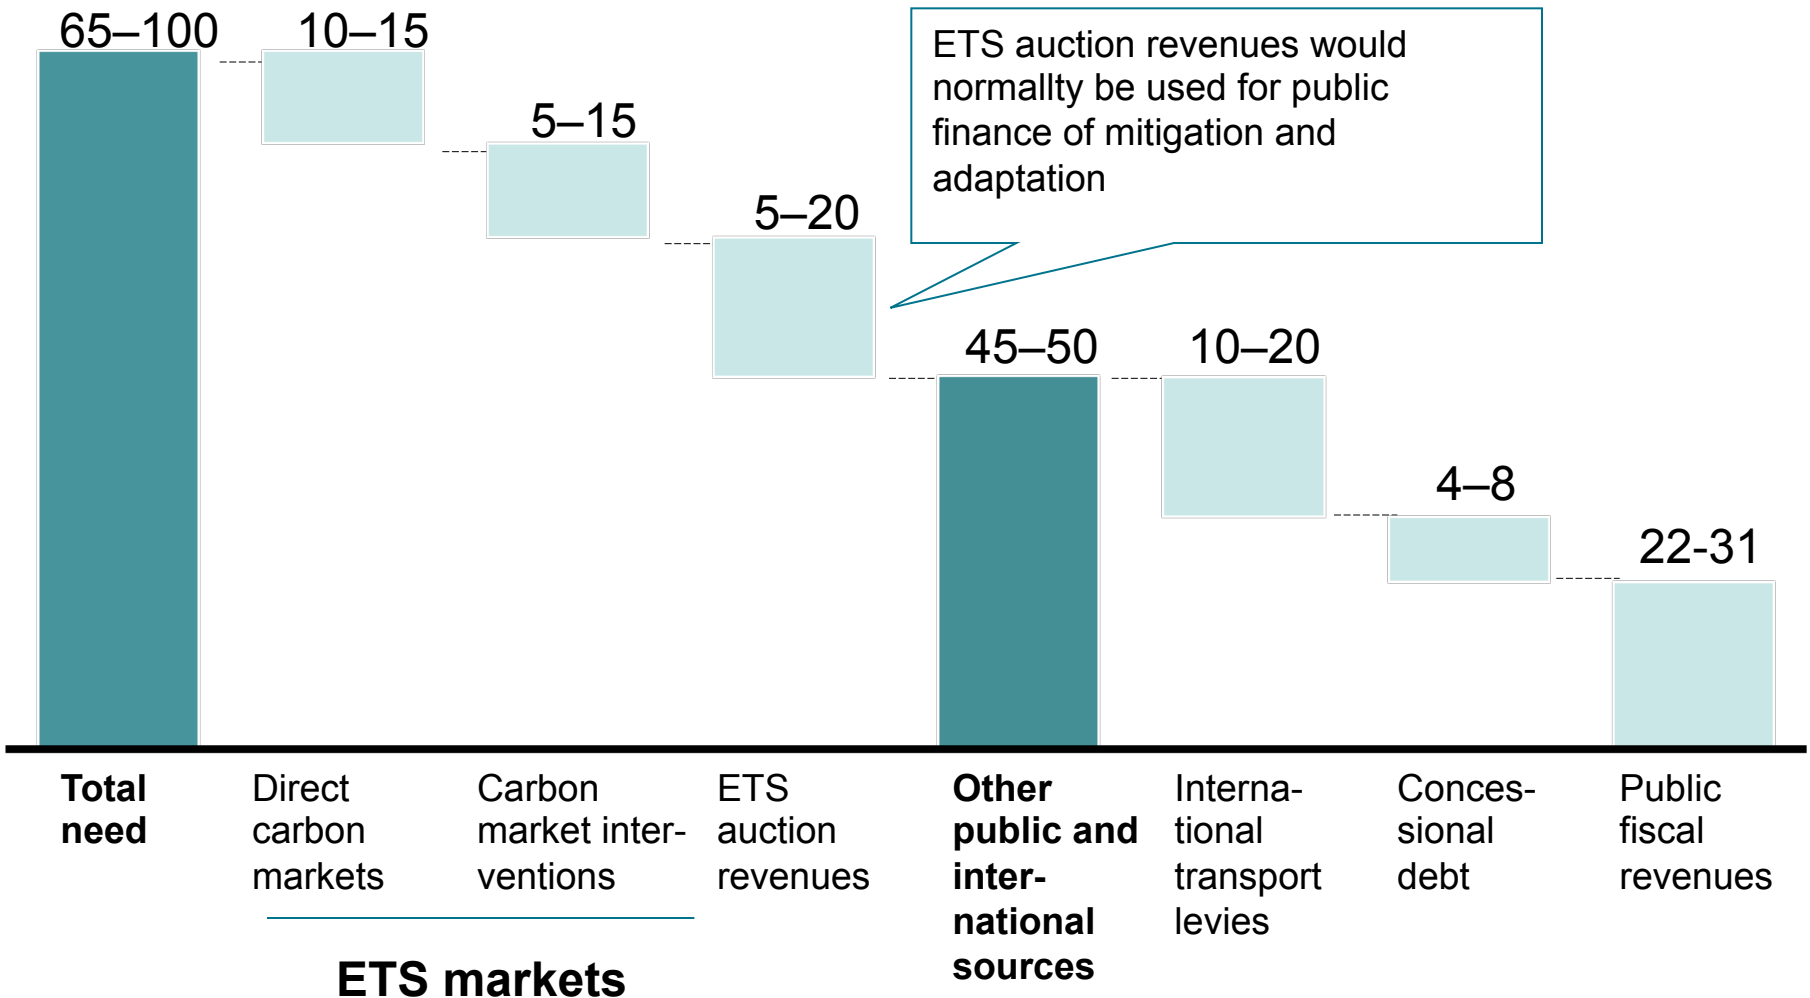 65–100
10–15
5–15
5–20
ETS auction revenues would
normallty be used for public
finance of mitigation and
adaptation
45–50
10–20
4–8
22-31
Total
need
Direct
carbon
markets
Carbon
market inter-
ventions
ETS
auction
revenues
Other
public and
inter-
national
sources
Interna-
tional
transport
levies
Conces-
sional
debt
Public
fiscal
revenues
ETS markets